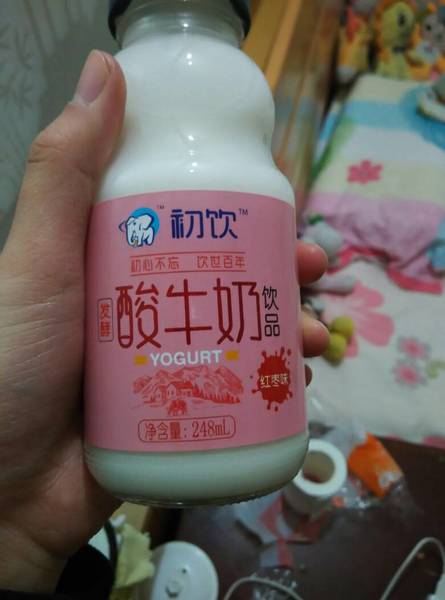 初饮™
初心不忘 饮世百年
发酵
酸牛奶饮品
YOGURT
红枣味
净含量：248mL